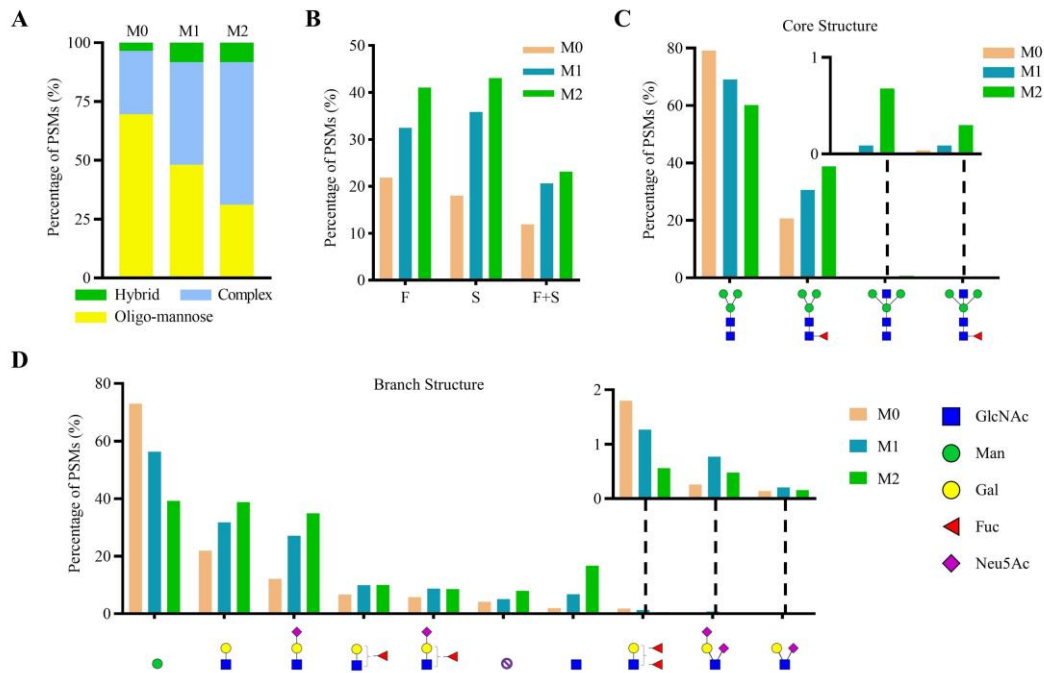 A
M0 M1 M2
Percentage of PSMs (%)
100
75
50
25
0
Hybrid
Complex
Oligo-mannose
B
Percentage of PSMs (%)
50
40
30
20
10
0
M0
M1
M2
F S F+S
C
Core Structure
Percentage of PSMs (%)
80
60
40
20
0
1
0
M0
M1
M2
D
Branch Structure
Percentage of PSMs (%)
80
60
40
20
0
2
1
0
M0
M1
M2
GlcNAc
Man
Gal
Fuc
Neu5Ac